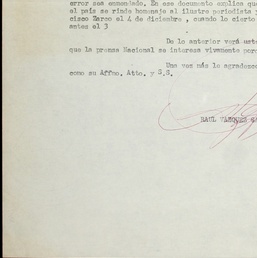 error sea enmendado. En ese documento explica que
el país se rinde homenaje al ilustre periodista y
cisco Zarco el 4 de diciembre , cuando lo cierto
antes el 3
De lo anterior verá
que la prensa Nacional se interesa vivamente por
Una vez más le agradezco
como su Affmo. Atto. y S.S.
RAUL VAZQUEZ